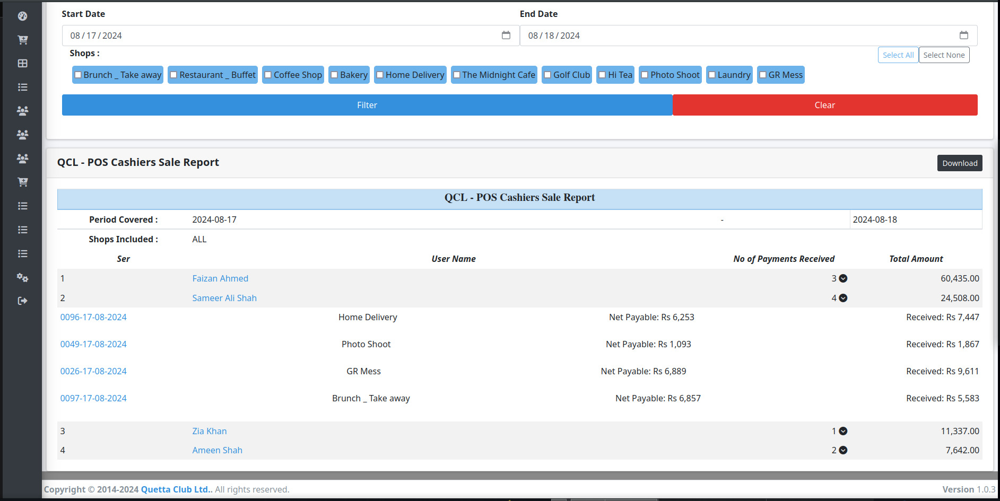 Start Date End Date
08/17/2024 08/18/2024
Shops :
Select All Select None
Brunch _ Take away Restaurant _ Buffet Coffee Shop Bakery Home Delivery The Midnight Cafe Golf Club Hi Tea Photo Shoot Laundry GR Mess
Filter Clear
QCL - POS Cashiers Sale Report Download
QCL - POS Cashiers Sale Report
Period Covered : 2024-08-17 - 2024-08-18
Shops Included : ALL
Ser User Name No of Payments Received Total Amount
1 Faizan Ahmed 3 60,435.00
2 Sameer Ali Shah 4 24,508.00
0096-17-08-2024 Home Delivery Net Payable: Rs 6,253 Received: Rs 7,447
0049-17-08-2024 Photo Shoot Net Payable: Rs 1,093 Received: Rs 1,867
0026-17-08-2024 GR Mess Net Payable: Rs 6,889 Received: Rs 9,611
0097-17-08-2024 Brunch _ Take away Net Payable: Rs 6,857 Received: Rs 5,583
3 Zia Khan 1 11,337.00
4 Ameen Shah 2 7,642.00
Copyright © 2014-2024 Quetta Club Ltd.. All rights reserved. Version 1.0.3